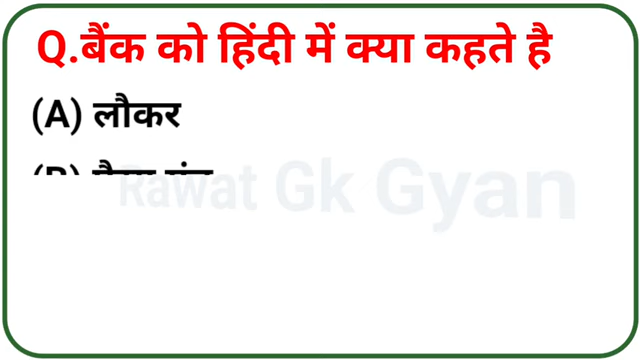 Q.बैंक को हिंदी में क्या कहते है
(A) लौकर
Rawat Gk Gyan